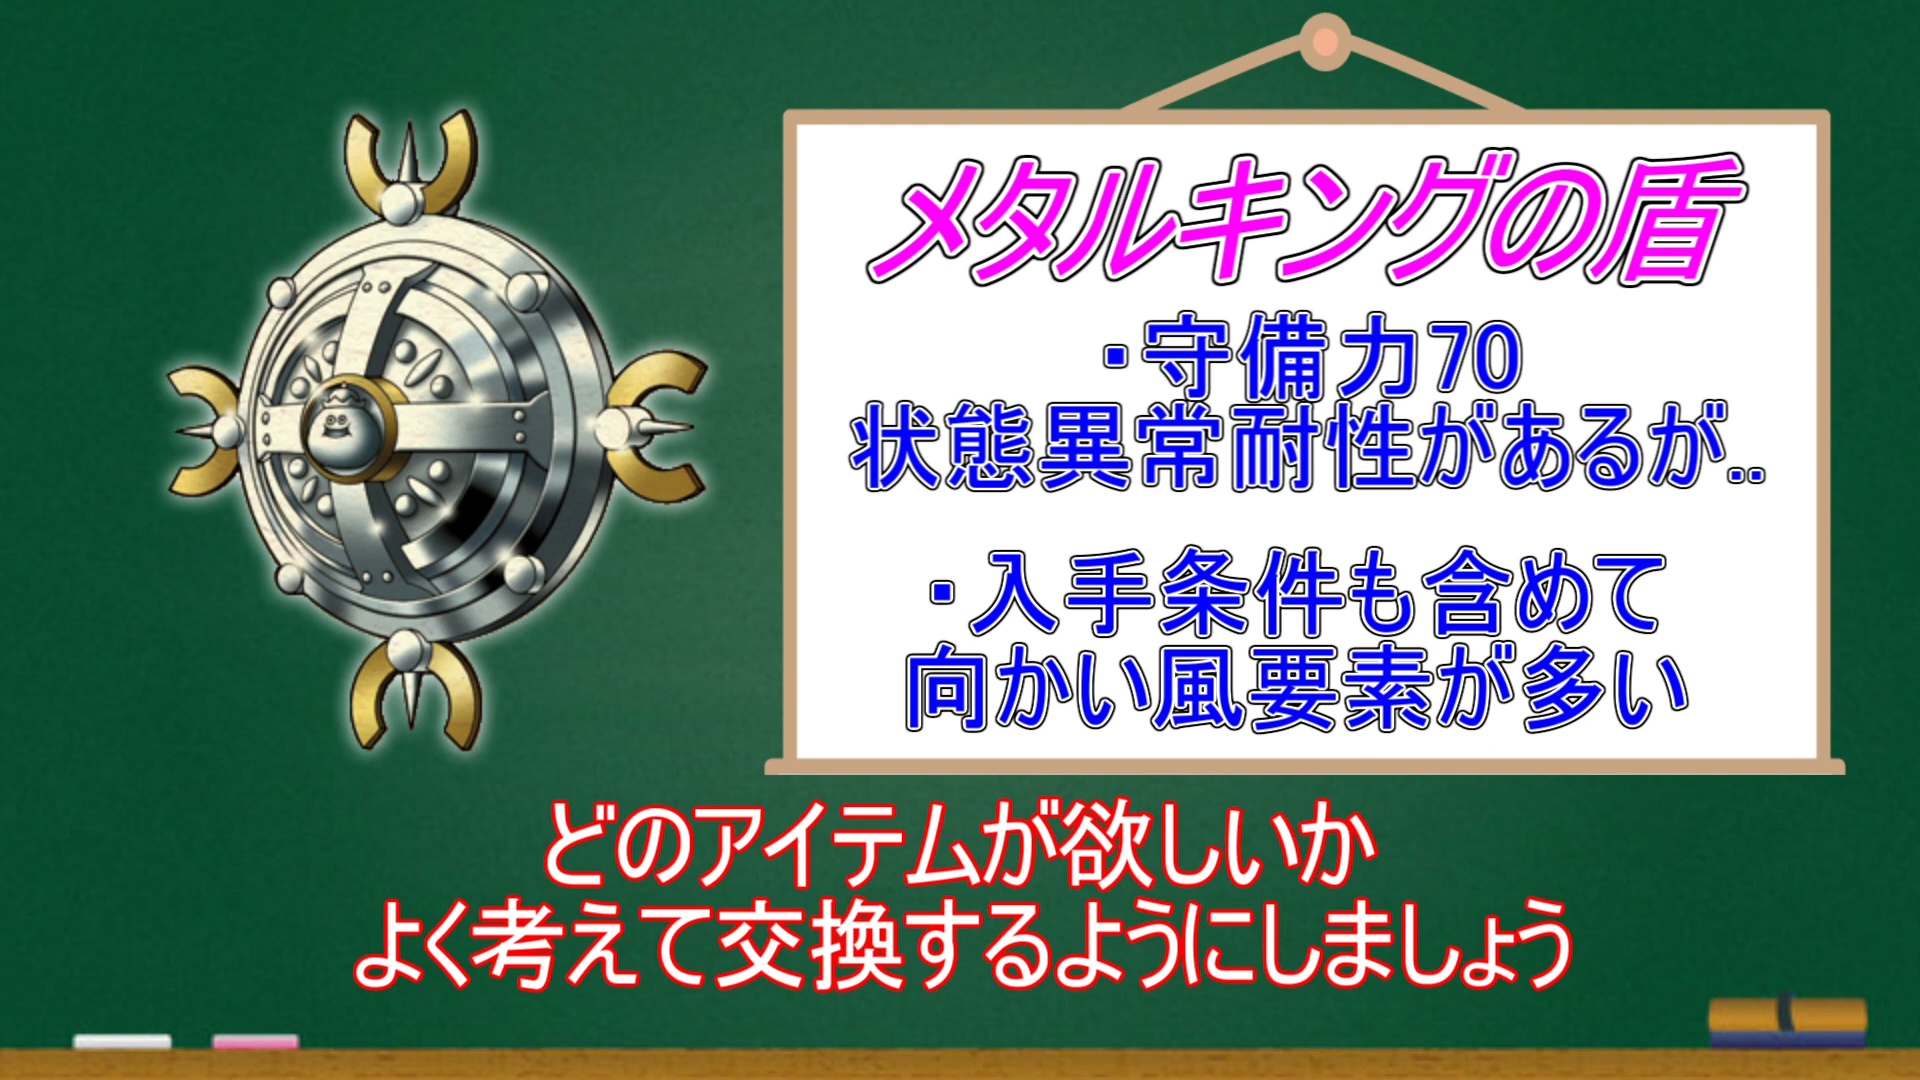 メタルキングの盾
・守備力70
状態異常耐性があるが..
・入手条件も含めて
向かい風要素が多い
どのアイテムが欲しいか
よく考えて交換するようにしましょう